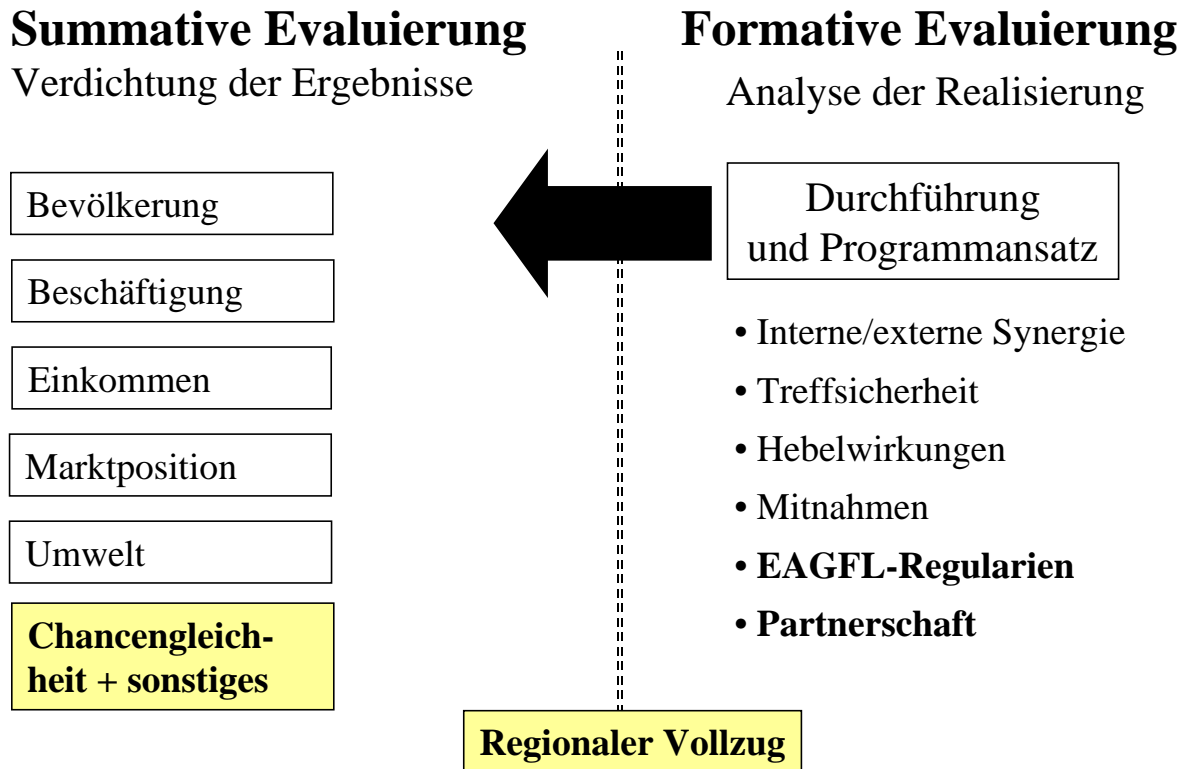 Summative Evaluierung
Verdichtung der Ergebnisse
Bevölkerung
Beschäftigung
Einkommen
Marktposition
Umwelt
Chancengleich-
heit + sonstiges
Formative Evaluierung
Analyse der Realisierung
Durchführung
und Programmansatz
• Interne/externe Synergie
• Treffsicherheit
• Hebelwirkungen
• Mitnahmen
• EAGFL-Regularien
• Partnerschaft
Regionaler Vollzug